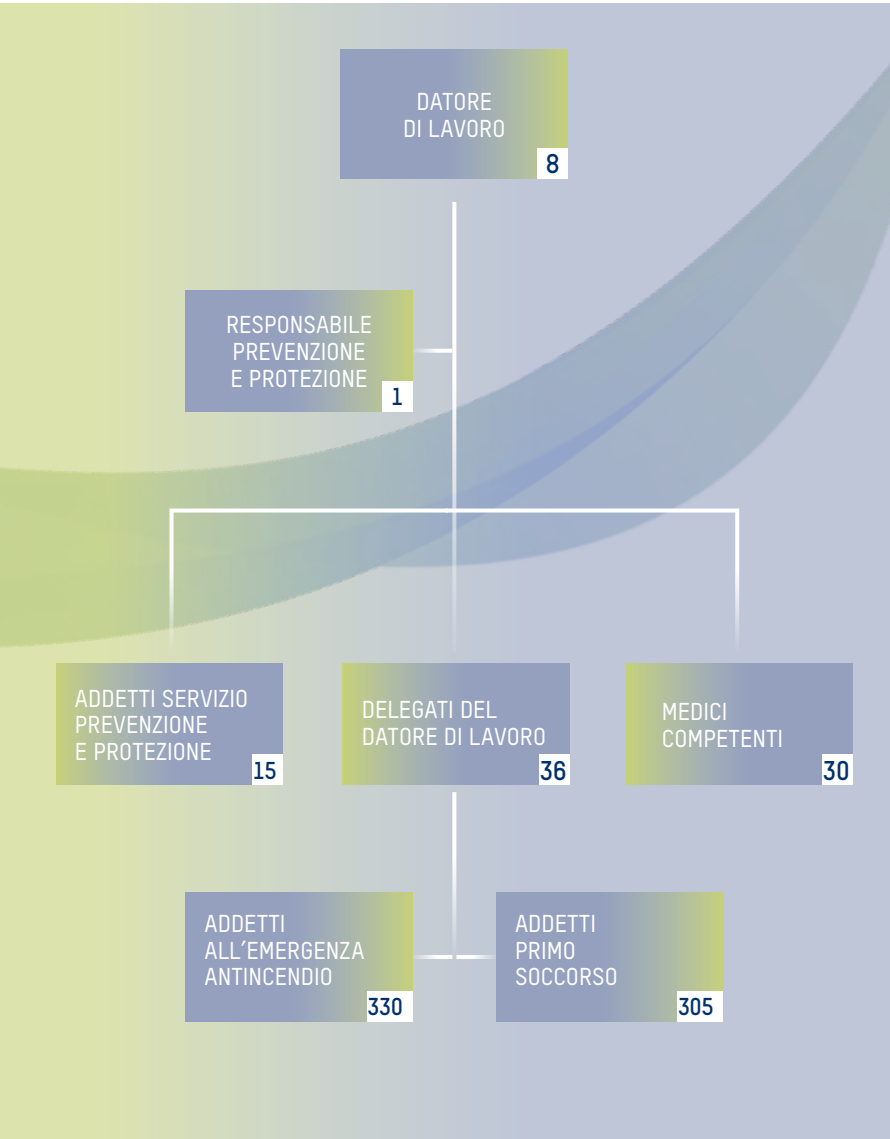 DATORE
DI LAVORO
8
RESPONSABILE
PREVENZIONE
E PROTEZIONE
1
ADDETTI SERVIZIO
PREVENZIONE
E PROTEZIONE
15
DELEGATI DEL
DATORE DI LAVORO
36
MEDICI
COMPETENTI
30
ADDETTI
ALL'EMERGENZA
ANTINCENDIO
330
ADDETTI
PRIMO
SOCCORSO
305